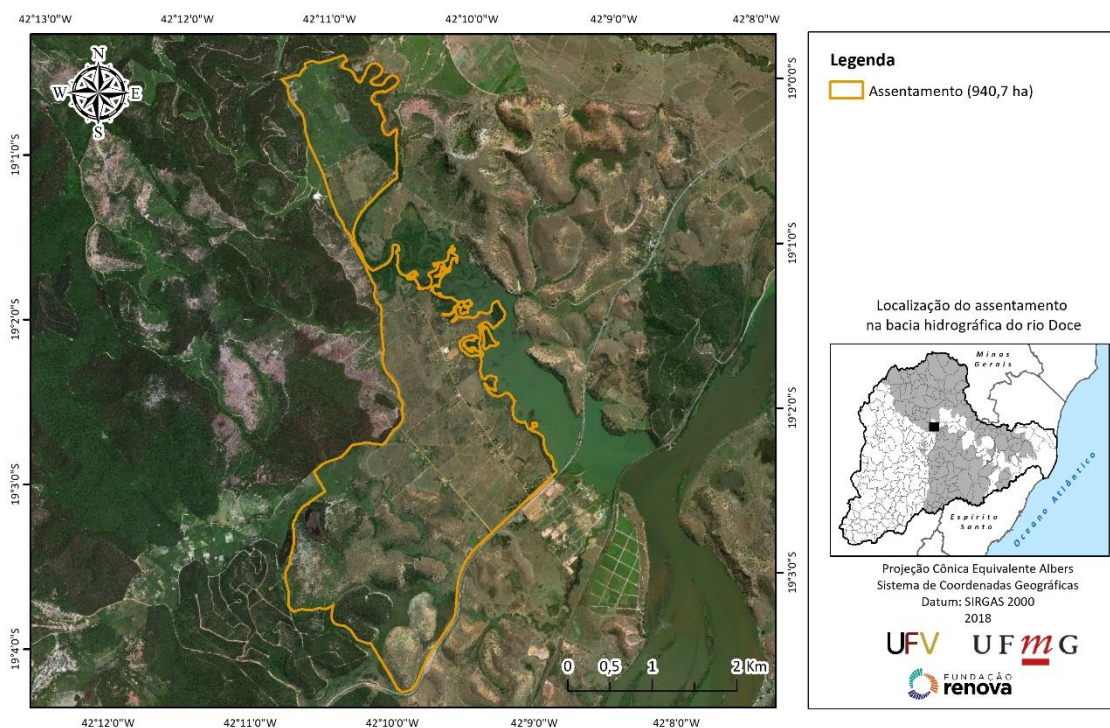 42°13'0"W 42°11'0"W 42°10'0"W 42°9'0"W 42°8'0"W
N
W E
S
19°0'0"S
19°1'0"S
19°1'0"S
19°2'0"S
19°2'0"S
19°3'0"S
19°3'0"S
19°4'0"S
0 0,5 1 2 Km
42°12'0"W 42°11'0"W 42°10'0"W 42°9'0"W 42°8'0"W
Legenda
Assentamento (940,7 ha)
Localização do assentamento
na bacia hidrográfica do rio Doce
Minas
Gerais
Espírito
Santo
Oceano Atlântico
Projeção Cônica Equivalente Albers
Sistema de Coordenadas Geográficas
Datum: SIRGAS 2000
2018
UFV UFmG
FUNDAÇÃO
renova